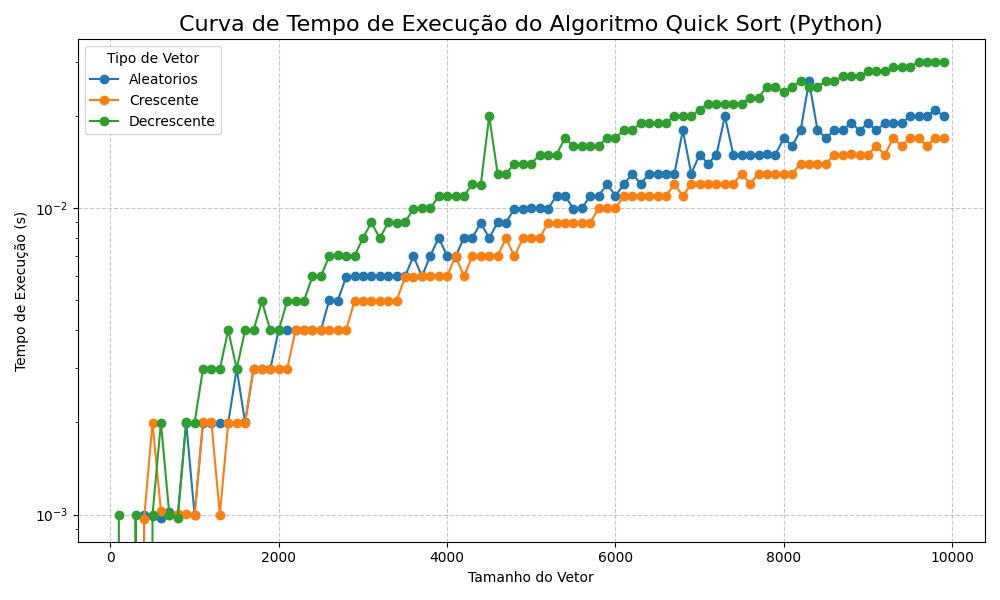 Curva de Tempo de Execução do Algoritmo Quick Sort (Python)
Tipo de Vetor
Aleatorios
Crescente
Decrescente
Tempo de Execução (s)
10⁻²
10⁻³
0 2000 4000 6000 8000 10000
Tamanho do Vetor